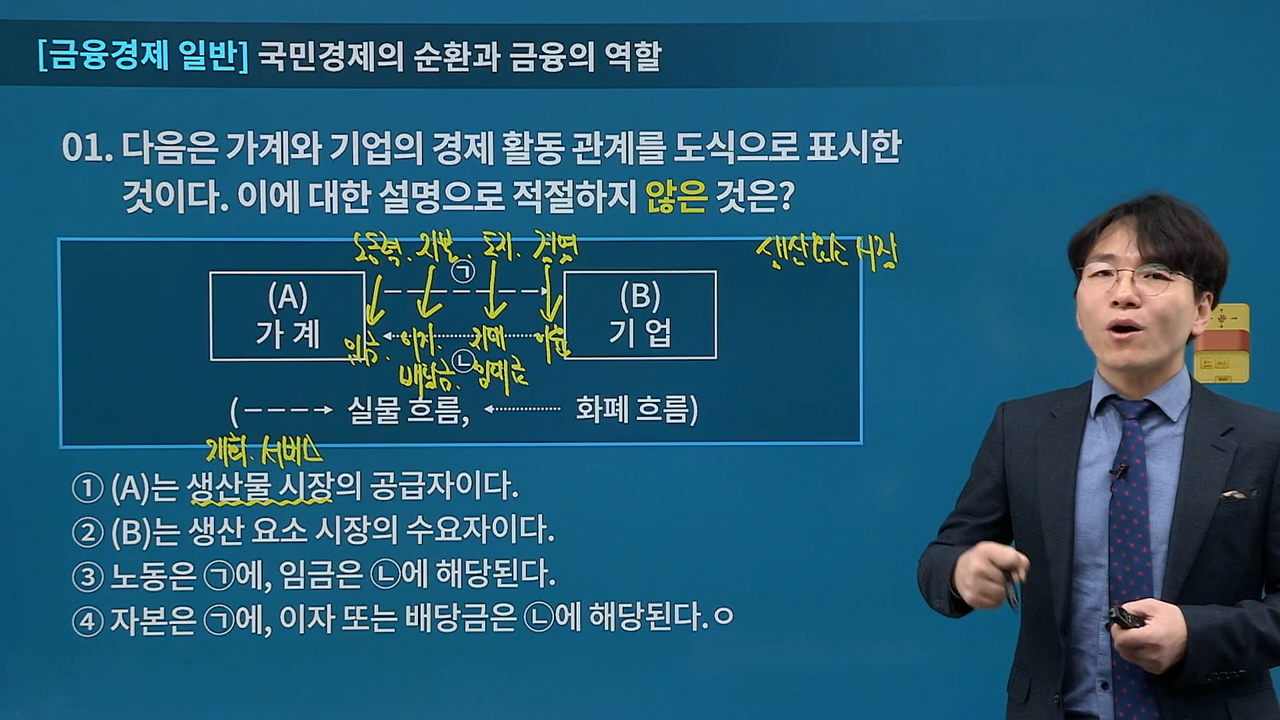 [금융경제 일반] 국민경제의 순환과 금융의 역할
01. 다음은 가계와 기업의 경제 활동 관계를 도식으로 표시한
것이다. 이에 대한 설명으로 적절하지 않은 것은?
노동력. 자본. 토지. 경영
생산요소 시장
㉠
(A)
가 계
(B)
기 업
임금. 이자. 지대 이윤
㉡
배당금. 임대료
( 실물 흐름, 화폐 흐름)
재화. 서비스
① (A)는 생산물 시장의 공급자이다.
② (B)는 생산 요소 시장의 수요자이다.
③ 노동은 ㉠에, 임금은 ㉡에 해당된다.
④ 자본은 ㉠에, 이자 또는 배당금은 ㉡에 해당된다.